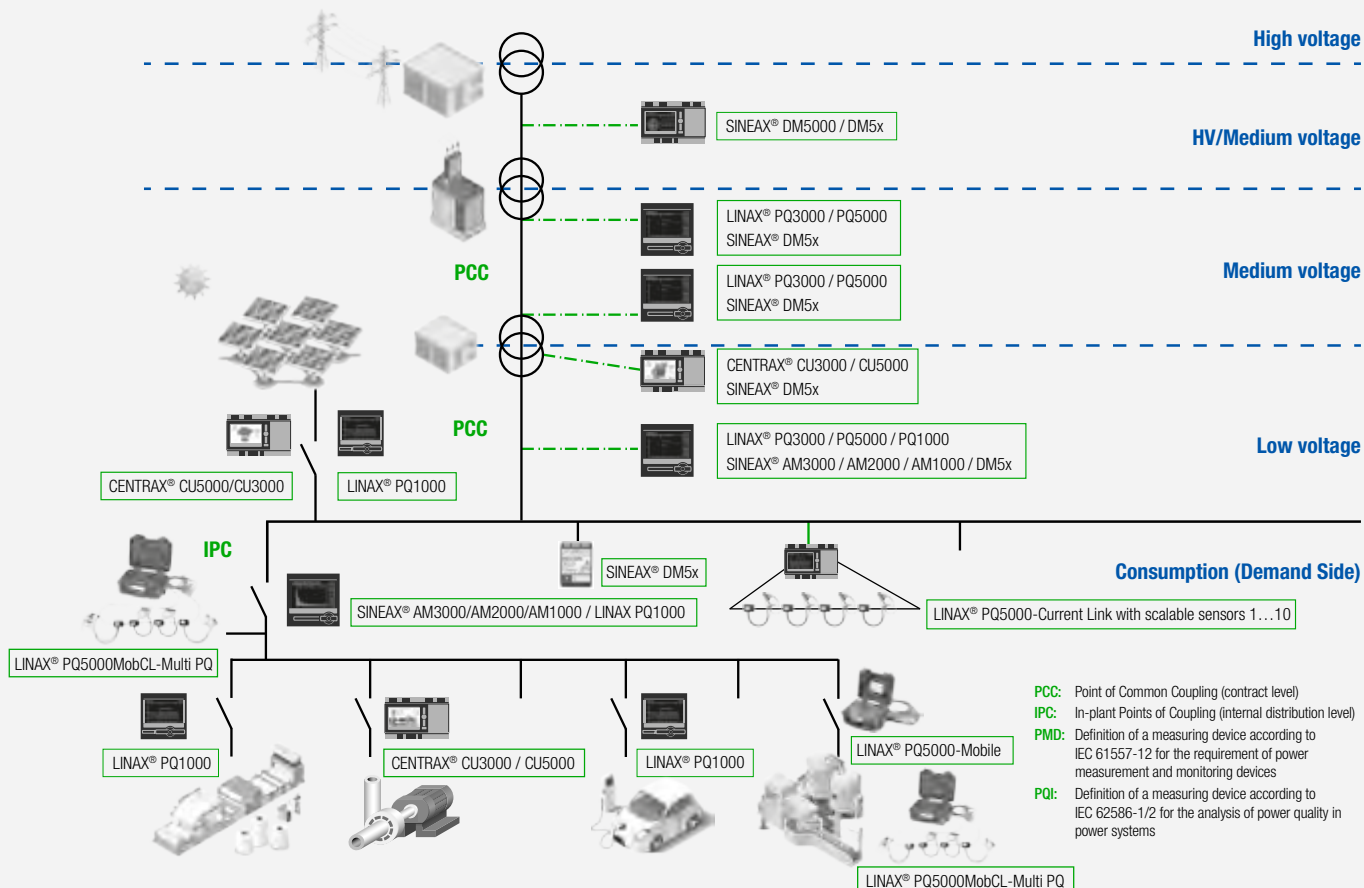 High voltage
SINEAX® DM5000 / DM5x
HV/Medium voltage
LINAX® PQ3000 / PQ5000
SINEAX® DM5x
PCC
LINAX® PQ3000 / PQ5000
SINEAX® DM5x
Medium voltage
CENTRAX® CU3000 / CU5000
SINEAX® DM5x
PCC
LINAX® PQ3000 / PQ5000 / PQ1000
SINEAX® AM3000 / AM2000 / AM1000 / DM5x
Low voltage
CENTRAX® CU5000/CU3000
LINAX® PQ1000
IPC
SINEAX® DM5x
Consumption (Demand Side)
SINEAX® AM3000/AM2000/AM1000 / LINAX PQ1000
LINAX® PQ5000-Current Link with scalable sensors 1…10
LINAX® PQ5000MobCL-Multi PQ
LINAX® PQ1000
CENTRAX® CU3000 / CU5000
LINAX® PQ1000
LINAX® PQ5000-Mobile
LINAX® PQ5000MobCL-Multi PQ
PCC: Point of Common Coupling (contract level)
IPC: In-plant Points of Coupling (internal distribution level)
PMD: Definition of a measuring device according to
IEC 61557-12 for the requirement of power
measurement and monitoring devices
PQI: Definition of a measuring device according to
IEC 62586-1/2 for the analysis of power quality in
power systems